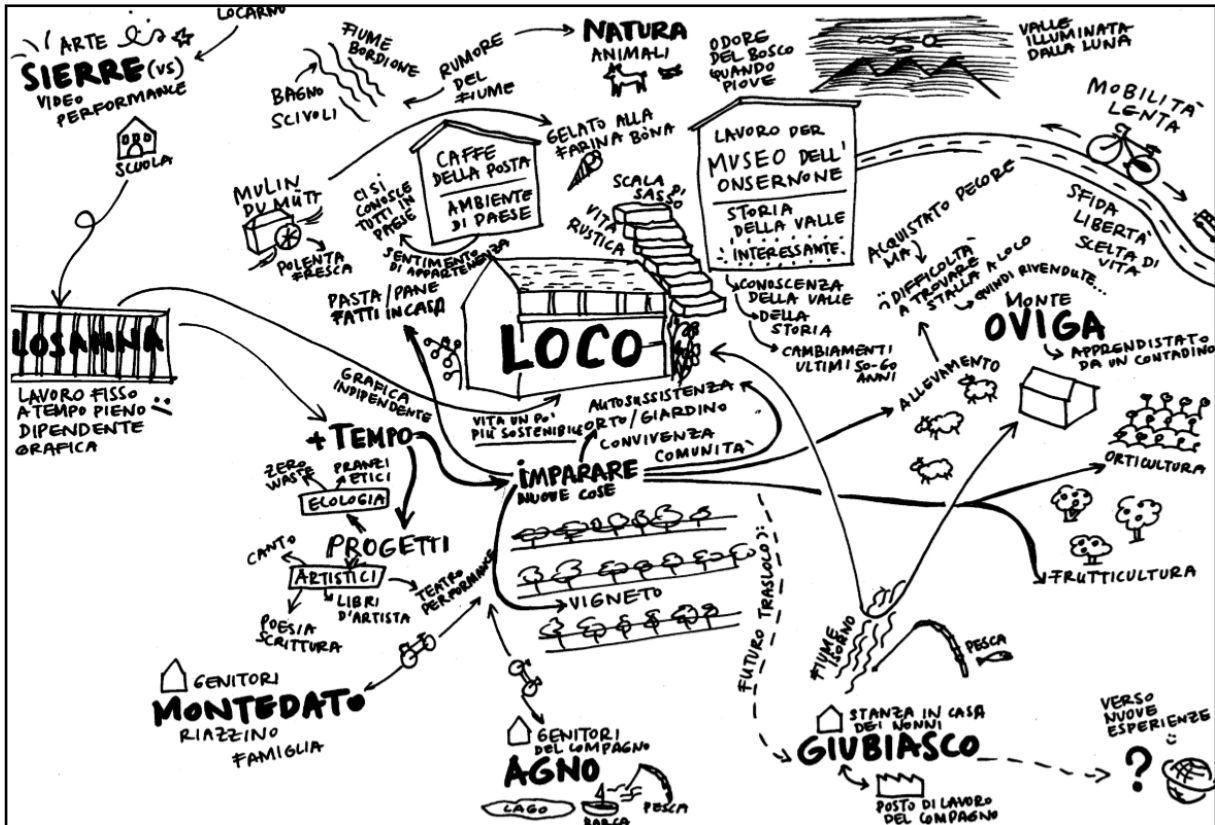 LOCARNO
ARTE
SIERRE (VS)
VIDEO
PERFORMANCE
SCUOLA
FIUME
BORDIONE
BAGNO
SCIVOLI
RUMORE
DEL
FIUME
NATURA
ANIMALI
ODORE
DEL BOSCO
QUANDO
PIOVE
VALLE
ILLUMINATA
DALLA LUNA
MOBILITÀ
LENTA
SFIDA
LIBERTÀ
SCELTA DI
VITA
MULIN
DU MÜTT
POLENTA
FRESCA
CI SI
CONOSCE
TUTTI IN
PAESE
CAFFE
DELLA POSTA
AMBIENTE
DI PAESE
SENTIMENTO
DI APPARTENENZA
GELATO ALLA
FARINA BÒNA
SCALA
SASSO
DI
VITA
RUSTICA
LAVORO PER
MUSEO DELL'
ONSERNONE
STORIA
DELLA VALLE
INTERESSANTE
CONOSCENZA
DELLA VALLE
DELLA
STORIA
CAMBIAMENTI
ULTIMI 50-60
ANNI
ACQUISTATO PECORE
MA
DIFFICOLTÀ
A TROVARE
STALLA A LOCO
QUINDI RIVENDUTE...
MONTE
OVIGA
APPRENDISTATO
DA UN CONTADINO
ALLEVAMENTO
ORTICULTURA
FRUTTICULTURA
PASTA/PANE
FATTI IN CASA
LOCO
LOSANNA
LAVORO FISSO
A TEMPO PIENO
DIPENDENTE
GRAFICA
GRAFICA
INDIPENDENTE
VITA UN PO'
PIÙ SOSTENIBILE
AUTOSUSSISTENZA
ORTO/GIARDINO
CONVIVENZA
COMUNITA'
+ TEMPO
IMPARARE
NUOVE COSE
ZERO
WASTE
PRANZI
ETICI
ECOLOGIA
PROGETTI
CANTO
ARTISTICI
POESIA
SCRITTURA
LIBRI
D'ARTISTA
TEATRO
PERFORMANCE
VIGNETO
FUTURO TRASLOCO
FIUME
ISORNO
PESCA
GENITORI
MONTEDATO
RIAZZINO
FAMIGLIA
GENITORI
DEL COMPAGNO
AGNO
LAGO
BARCA
PESCA
STANZA IN CASA
DEI NONNI
GIUBIASCO
POSTO DI LAVORO
DEL COMPAGNO
VERSO
NUOVE
ESPERIENZE
?